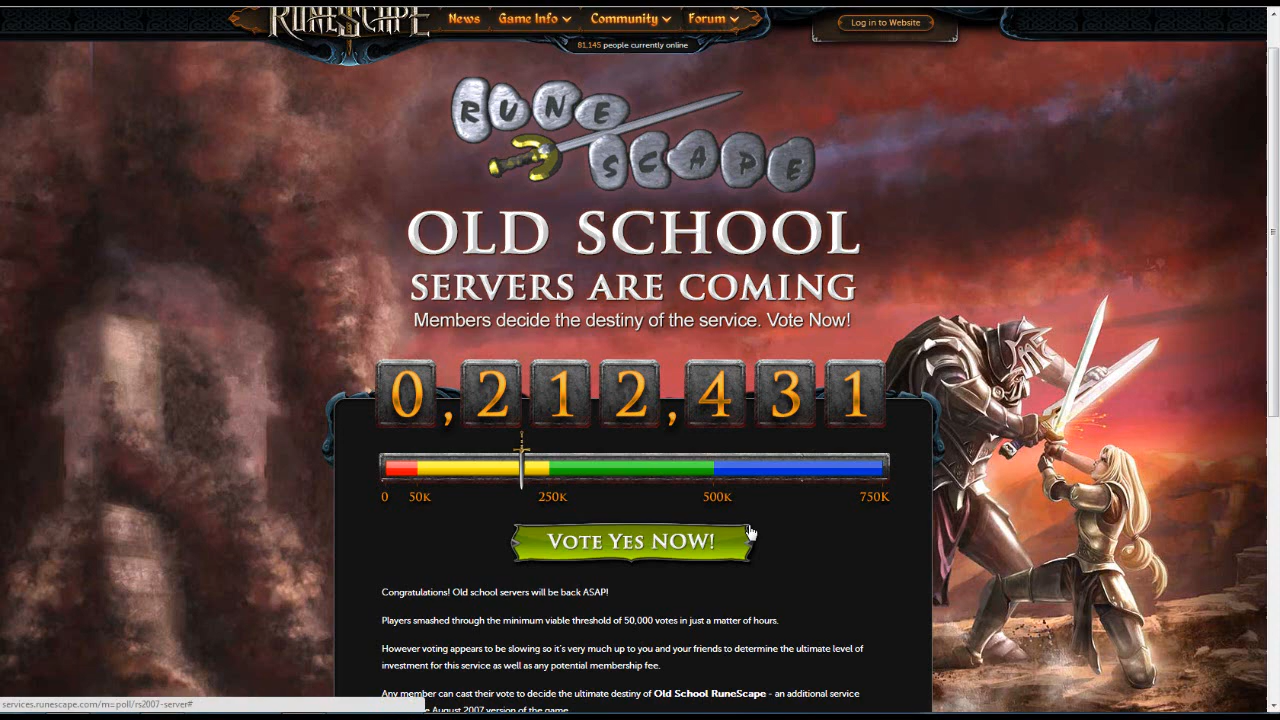 RUNESCAPE
News Game Info Community Forum
Log in to Website
81,145 people currently online
RUNE
SCAPE
OLD SCHOOL
SERVERS ARE COMING
Members decide the destiny of the service. Vote Now!
0,212,431
0 50K 250K 500K 750K
VOTE YES NOW!
Congratulations! Old school servers will be back ASAP!
Players smashed through the minimum viable threshold of 50,000 votes in just a matter of hours.
However voting appears to be slowing so it's very much up to you and your friends to determine the ultimate level of
investment for this service as well as any potential membership fee.
Any member can cast their vote to decide the ultimate destiny of Old School RuneScape - an additional service
August 2007 version of the game
services.runescape.com/m=poll/rs2007-server#